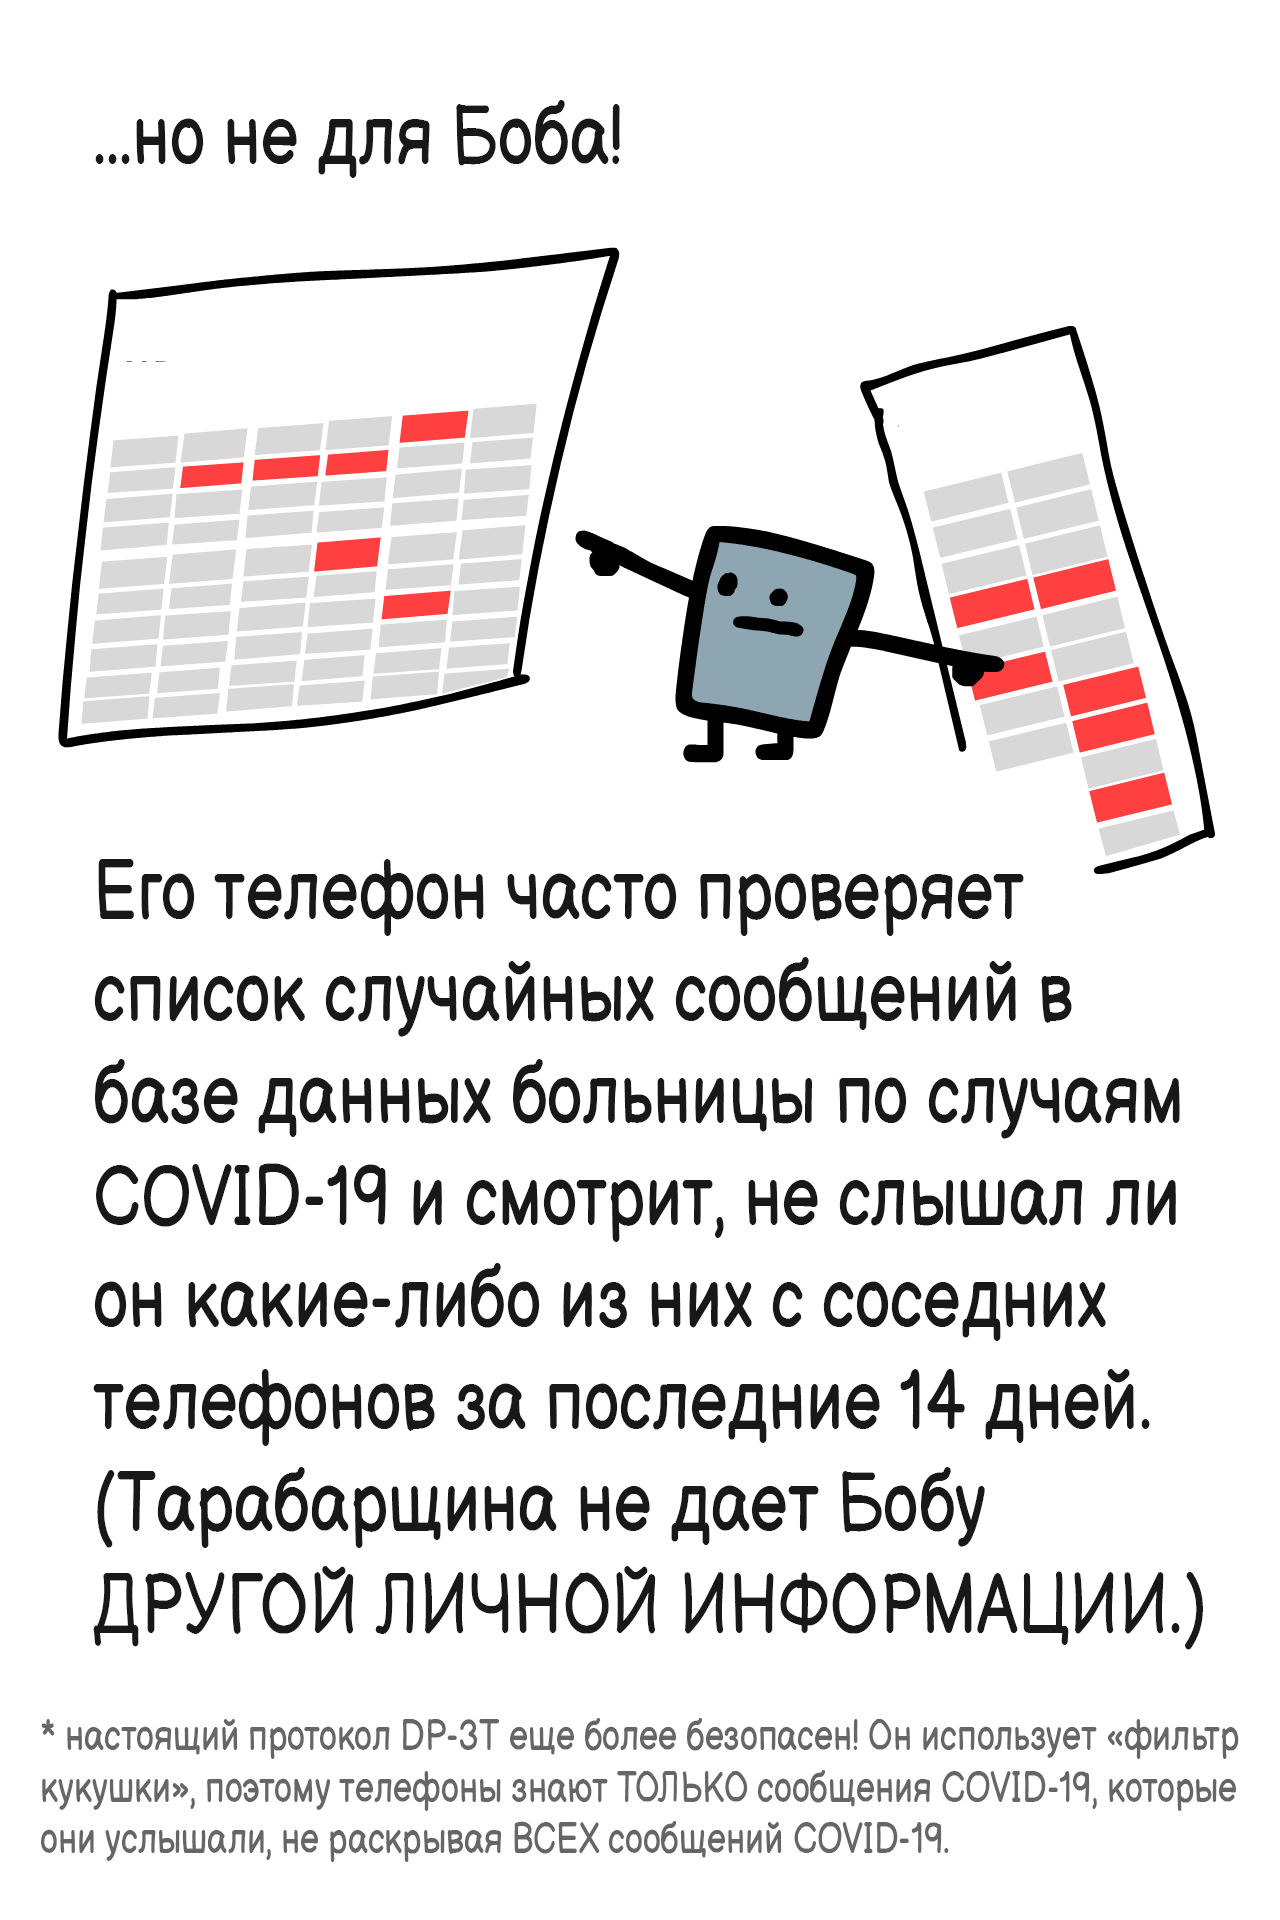 ...но не для Боба!
Его телефон часто проверяет
список случайных сообщений в
базе данных больницы по случаям
COVID-19 и смотрит, не слышал ли
он какие-либо из них с соседних
телефонов за последние 14 дней.
(Тарабарщина не дает Бобу
ДРУГОЙ ЛИЧНОЙ ИНФОРМАЦИИ.)
* настоящий протокол DP-3T еще более безопасен! Он использует «фильтр
кукушки», поэтому телефоны знают ТОЛЬКО сообщения COVID-19, которые
они услышали, не раскрывая ВСЕХ сообщений COVID-19.